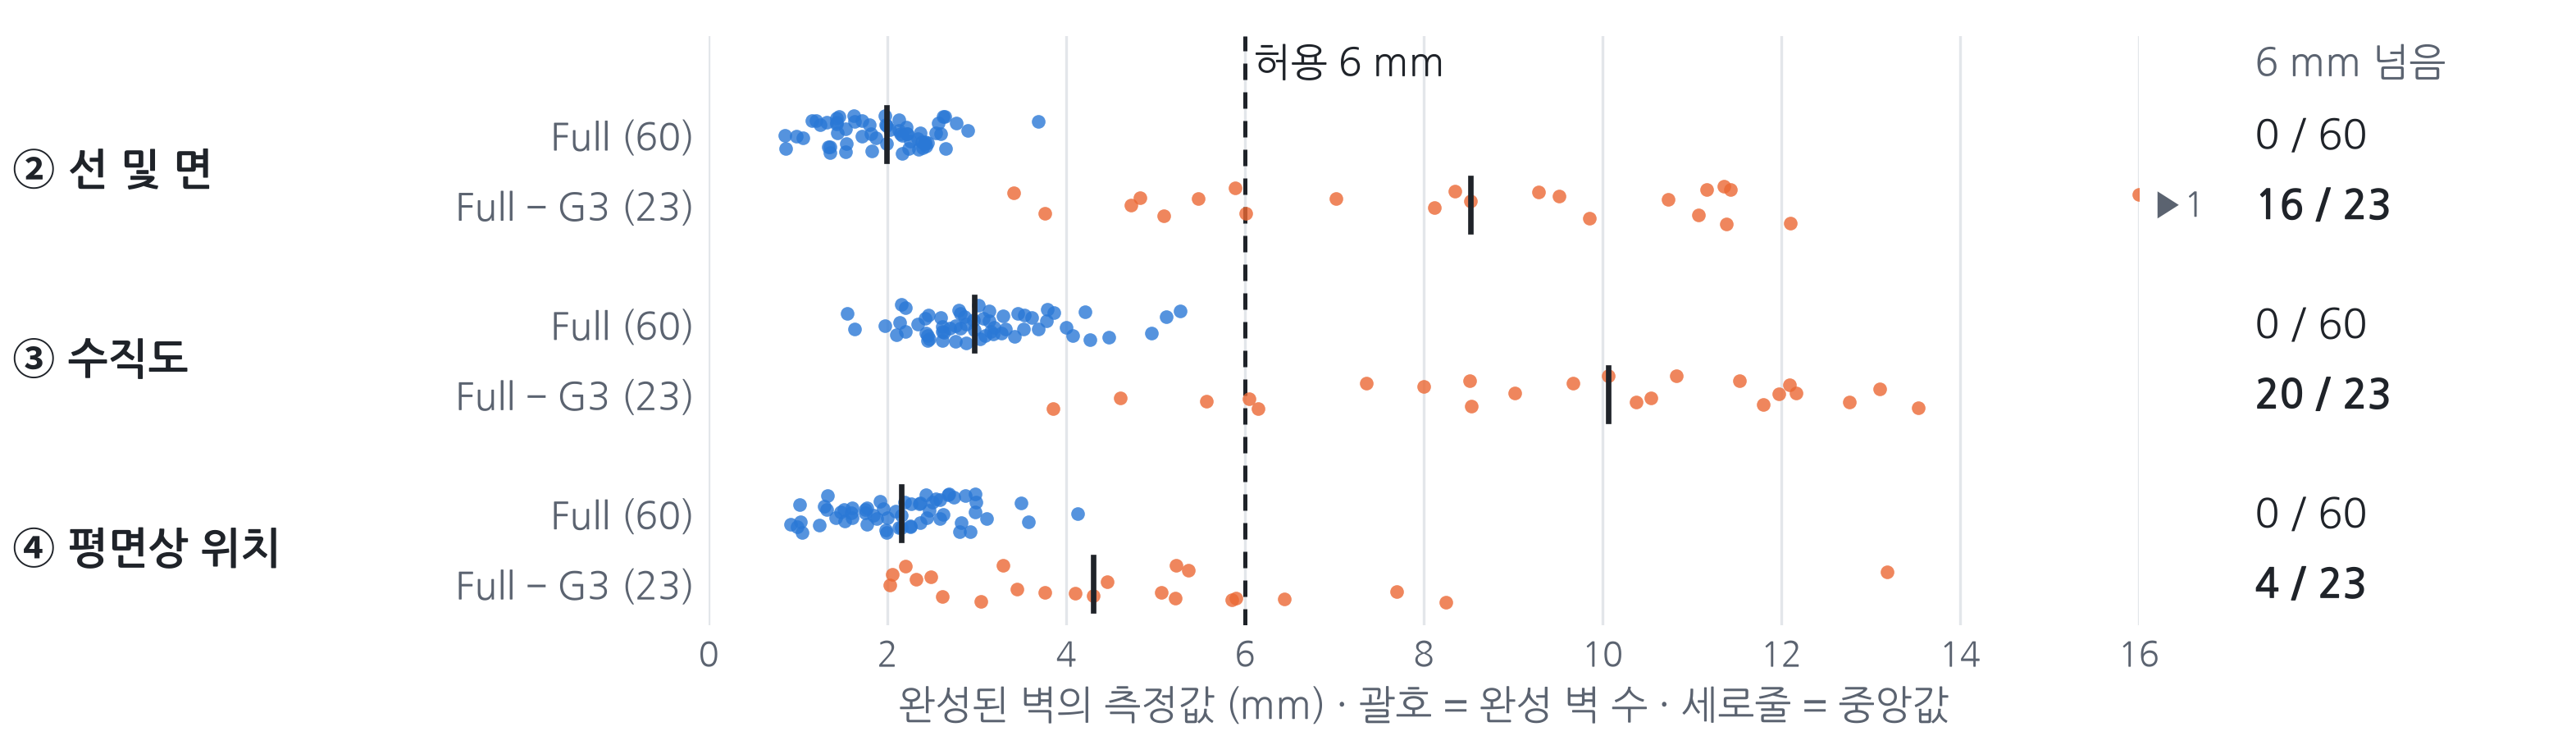 허용 6 mm
6 mm 넘음
② 선 및 면
Full (60)
0 / 60
Full − G3 (23)
▶1
16 / 23
③ 수직도
Full (60)
0 / 60
Full − G3 (23)
20 / 23
④ 평면상 위치
Full (60)
0 / 60
Full − G3 (23)
4 / 23
0 2 4 6 8 10 12 14 16
완성된 벽의 측정값 (mm) · 괄호 = 완성 벽 수 · 세로줄 = 중앙값